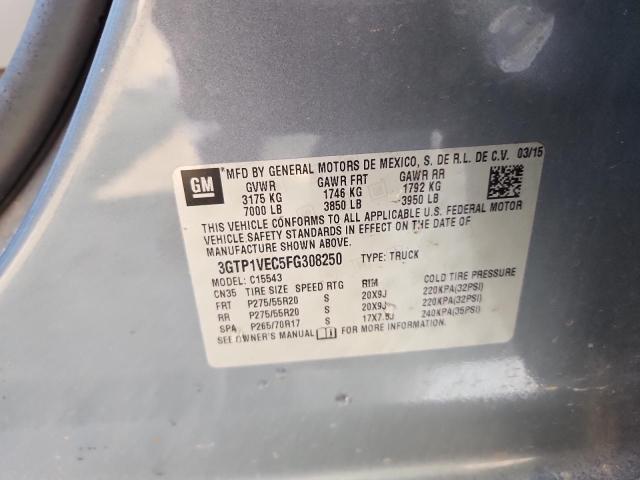 GM
MFD BY GENERAL MOTORS DE MEXICO, S. DE R.L. DE C.V. 03/15
GVWR GAWR FRT GAWR RR
3175 KG 1746 KG 1792 KG
7000 LB 3850 LB 3950 LB
THIS VEHICLE CONFORMS TO ALL APPLICABLE U.S. FEDERAL MOTOR
VEHICLE SAFETY STANDARDS IN EFFECT ON THE DATE OF
MANUFACTURE SHOWN ABOVE.
3GTP1VEC5FG308250 TYPE: TRUCK
MODEL: C15543
CN35 TIRE SIZE SPEED RTG RIM COLD TIRE PRESSURE
FRT P275/55R20 S 20X9J 220KPA(32PSI)
RR P275/55R20 S 20X9J 220KPA(32PSI)
SPA P265/70R17 S 17X7.5J 240KPA(35PSI)
SEE OWNER'S MANUAL FOR MORE INFORMATION